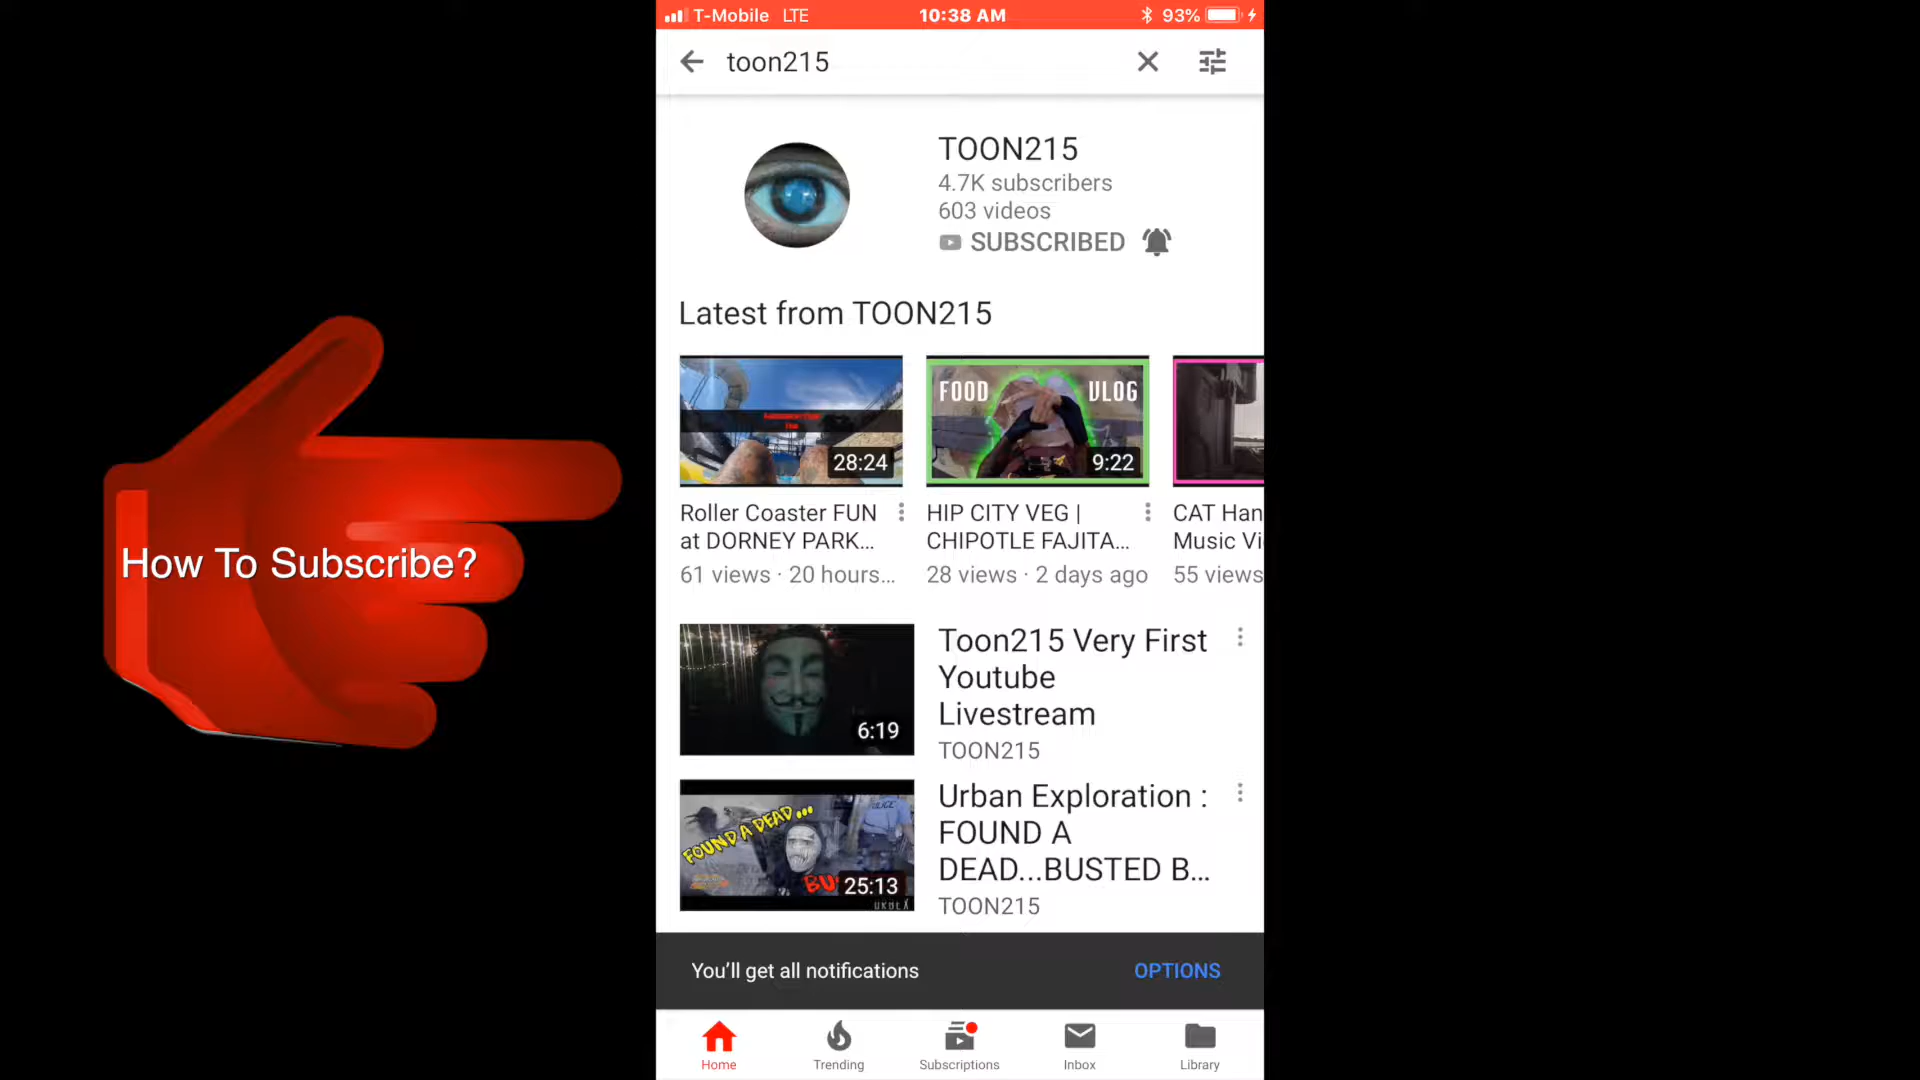 T-Mobile LTE 10:38 AM 93%
toon215
TOON215
4.7K subscribers
603 videos
SUBSCRIBED
Latest from TOON215
FOOD VLOG
28:24
9:22
Roller Coaster FUN
at DORNEY PARK...
61 views · 20 hours...
HIP CITY VEG |
CHIPOTLE FAJITA...
28 views · 2 days ago
CAT Han
Music Vi
55 views
How To Subscribe?
6:19
Toon215 Very First
Youtube
Livestream
TOON215
FOUND A DEAD...
BU
25:13
URBEX
Urban Exploration :
FOUND A
DEAD...BUSTED B...
TOON215
You'll get all notifications
OPTIONS
Home
Trending
Subscriptions
Inbox
Library